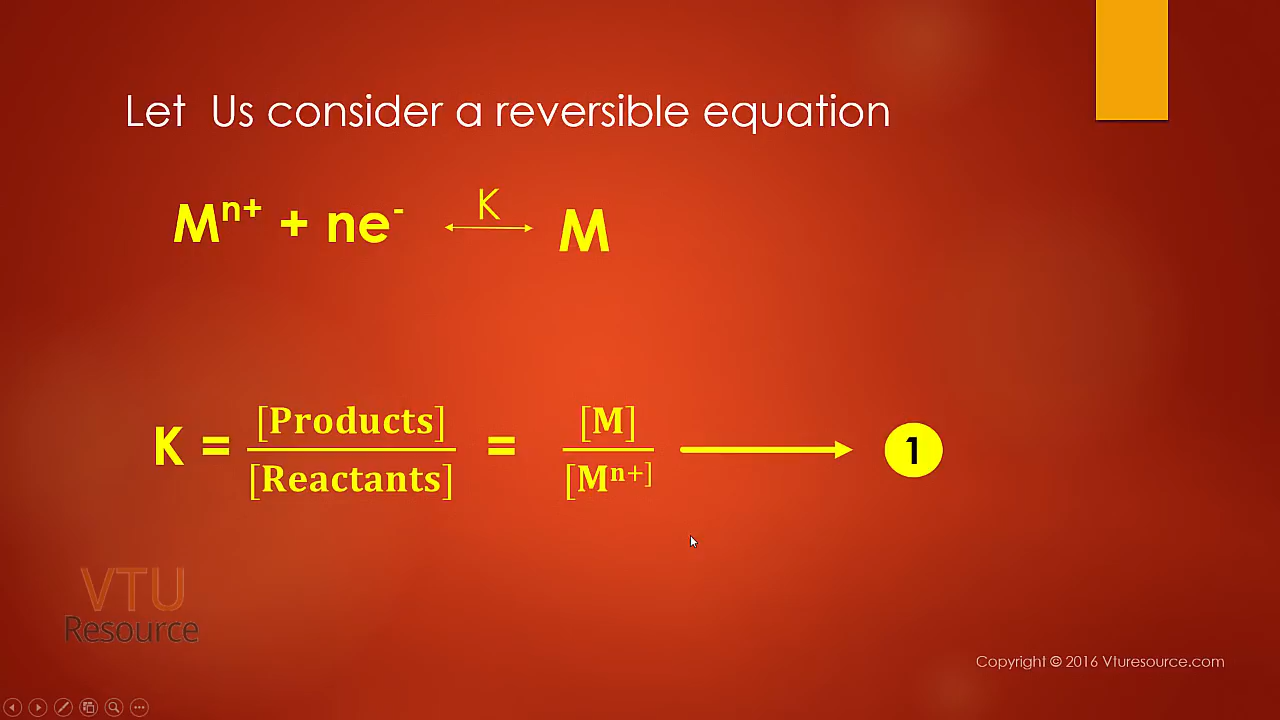 Let Us consider a reversible equation
K
Mⁿ⁺ + ne⁻ ⟷ M
K = [Products] / [Reactants] = [M] / [Mⁿ⁺] ⟶ 1
VTU
Resource
Copyright © 2016 Vturesource.com